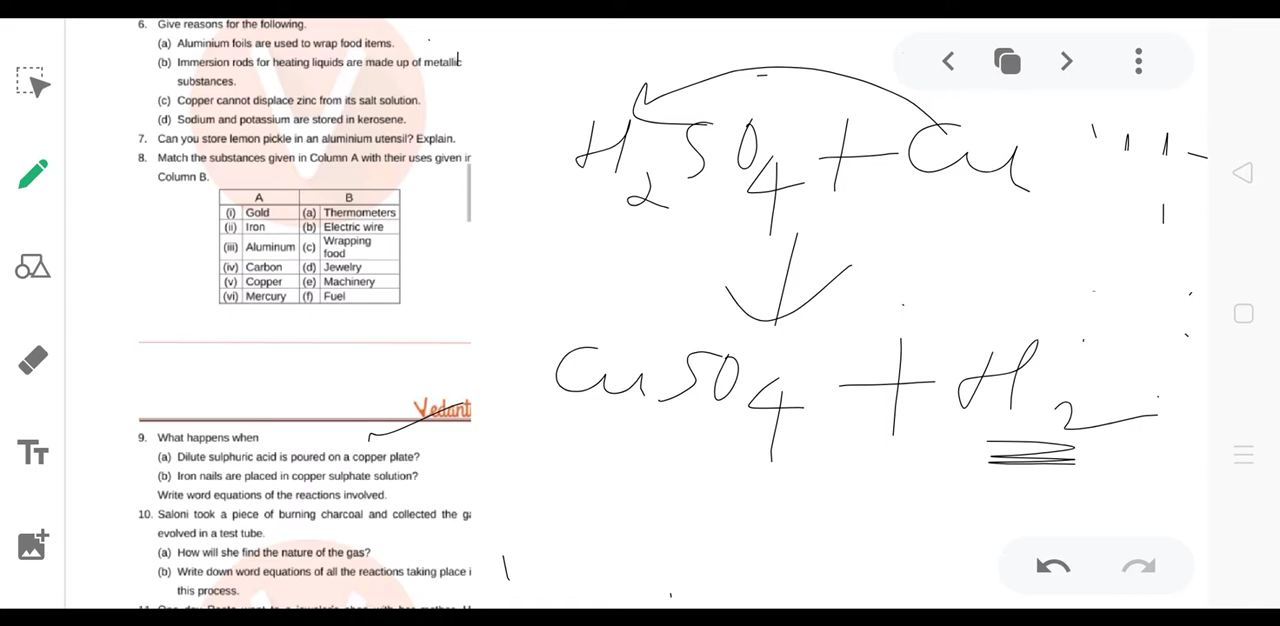 6. Give reasons for the following.
(a) Aluminium foils are used to wrap food items.
(b) Immersion rods for heating liquids are made up of metallic
substances.
(c) Copper cannot displace zinc from its salt solution.
(d) Sodium and potassium are stored in kerosene.
7. Can you store lemon pickle in an aluminium utensil? Explain.
8. Match the substances given in Column A with their uses given in
Column B.
A B
(i) Gold (a) Thermometers
(ii) Iron (b) Electric wire
(iii) Aluminum (c) Wrapping food
(iv) Carbon (d) Jewelry
(v) Copper (e) Machinery
(vi) Mercury (f) Fuel
Vedant
9. What happens when
(a) Dilute sulphuric acid is poured on a copper plate?
(b) Iron nails are placed in copper sulphate solution?
Write word equations of the reactions involved.
10. Saloni took a piece of burning charcoal and collected the
evolved in a test tube.
(a) How will she find the nature of the gas?
(b) Write down word equations of all the reactions taking place
this process.
H2SO4 + Cu
CuSO4 + H2
TT